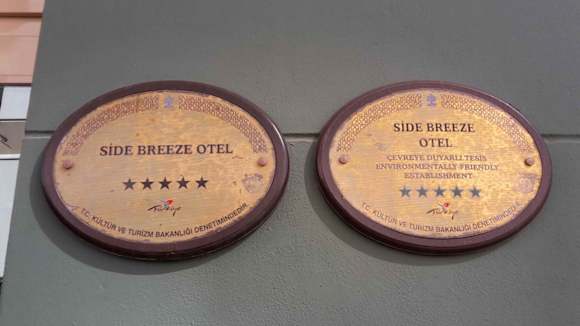 SİDE BREEZE OTEL
Türkiye
T.C. KÜLTÜR VE TURİZM BAKANLIĞI DENETİMİNDEDİR.
SİDE BREEZE
OTEL
ÇEVREYE DUYARLI TESİS
ENVIRONMENTALLY FRIENDLY
ESTABLISHMENT
Türkiye
T.C. KÜLTÜR VE TURİZM BAKANLIĞI DENETİMİNDEDİR.